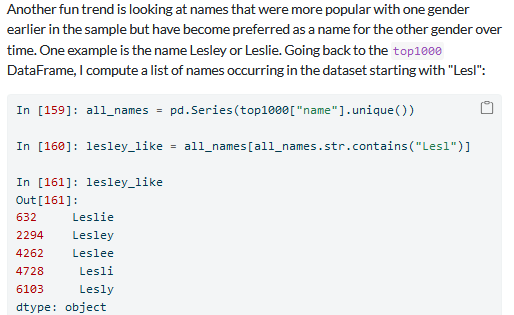 Another fun trend is looking at names that were more popular with one gender
earlier in the sample but have become preferred as a name for the other gender over
time. One example is the name Lesley or Leslie. Going back to the top1000
DataFrame, I compute a list of names occurring in the dataset starting with "Lesl":
In [159]: all_names = pd.Series(top1000["name"].unique())
In [160]: lesley_like = all_names[all_names.str.contains("Lesl")]
In [161]: lesley_like
Out[161]:
632     Leslie
2294    Lesley
4262    Leslee
4728     Lesli
6103     Lesly
dtype: object